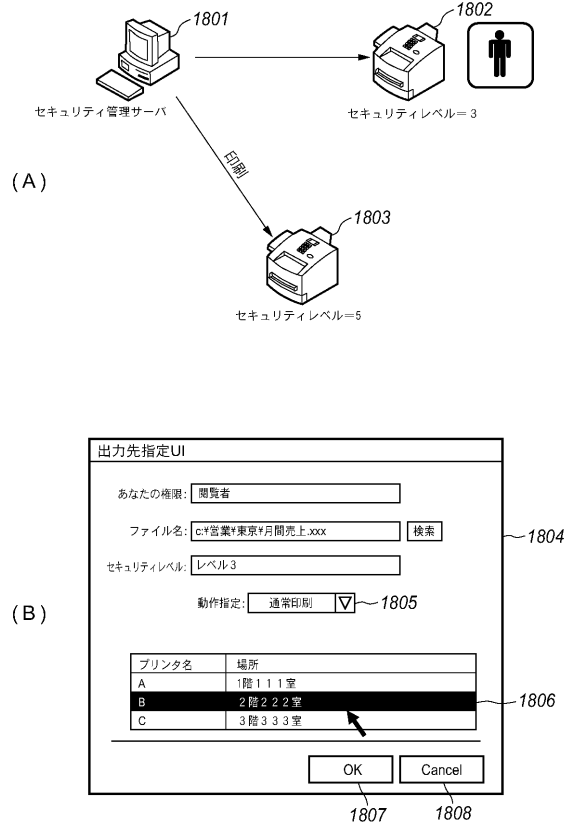 1801
1802
セキュリティ管理サーバ
セキュリティレベル＝3
(A)
印刷
1803
セキュリティレベル＝5
出力先指定UI
あなたの権限: 閲覧者
ファイル名: c:¥営業¥東京¥月間売上.xxx 検索
1804
セキュリティレベル: レベル3
(B)
動作指定: 通常印刷 ▽ 1805
プリンタ名 場所
A 1階111室
B 2階222室 1806
C 3階333室
OK Cancel
1807 1808